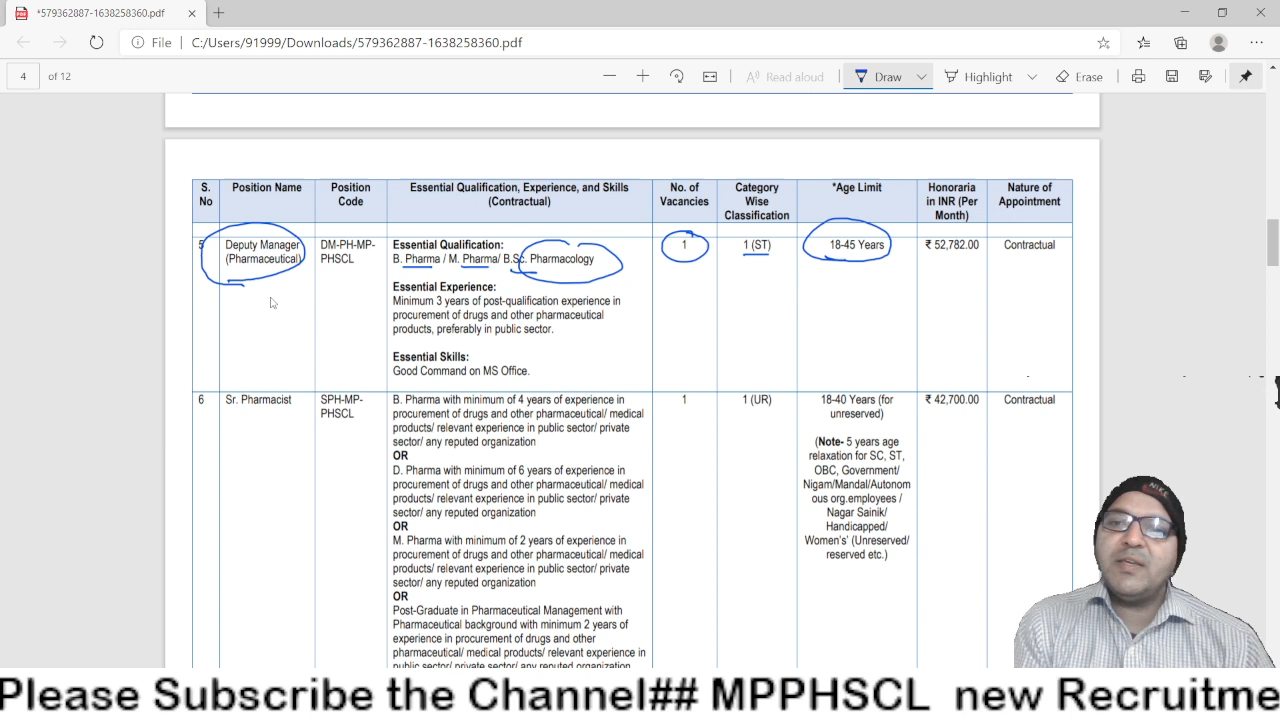 *579362887-1638258360.pdf
File
C:/Users/91999/Downloads/579362887-1638258360.pdf
4 of 12
Read aloud
Draw
Highlight
Erase
S. No
Position Name
Position Code
Essential Qualification, Experience, and Skills (Contractual)
No. of Vacancies
Category Wise Classification
*Age Limit
Honoraria in INR (Per Month)
Nature of Appointment
5
Deputy Manager
(Pharmaceutical)
DM-PH-MP-
PHSCL
Essential Qualification:
B. Pharma / M. Pharma/ B.Sc. Pharmacology
Essential Experience:
Minimum 3 years of post-qualification experience in
procurement of drugs and other pharmaceutical
products, preferably in public sector.
Essential Skills:
Good Command on MS Office.
1
1 (ST)
18-45 Years
₹ 52,782.00
Contractual
6
Sr. Pharmacist
SPH-MP-
PHSCL
B. Pharma with minimum of 4 years of experience in
procurement of drugs and other pharmaceutical/ medical
products/ relevant experience in public sector/ private
sector/ any reputed organization
OR
D. Pharma with minimum of 6 years of experience in
procurement of drugs and other pharmaceutical/ medical
products/ relevant experience in public sector/ private
sector/ any reputed organization
OR
M. Pharma with minimum of 2 years of experience in
procurement of drugs and other pharmaceutical/ medical
products/ relevant experience in public sector/ private
sector/ any reputed organization
OR
Post-Graduate in Pharmaceutical Management with
Pharmaceutical background with minimum 2 years of
experience in procurement of drugs and other
pharmaceutical/ medical products/ relevant experience in
public sector/ private sector/ any reputed organization
1
1 (UR)
18-40 Years (for
unreserved)
(Note- 5 years age
relaxation for SC, ST,
OBC, Government/
Nigam/Mandal/Autonom
ous org.employees /
Nagar Sainik/
Handicapped/
Women's' (Unreserved/
reserved etc.)
₹ 42,700.00
Contractual
Please Subscribe the Channel## MPPHSCL new Recruitme